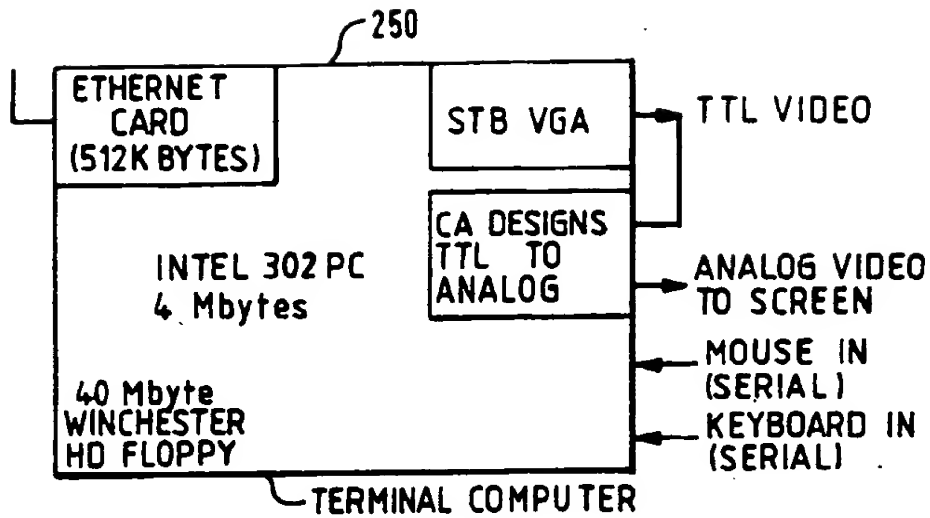 250
ETHERNET
CARD
(512K BYTES)
STB VGA
TTL VIDEO
CA DESIGNS
TTL TO
ANALOG
INTEL 302 PC
4 Mbytes
ANALOG VIDEO
TO SCREEN
MOUSE IN
(SERIAL)
40 Mbyte
WINCHESTER
HD FLOPPY
KEYBOARD IN
(SERIAL)
TERMINAL COMPUTER